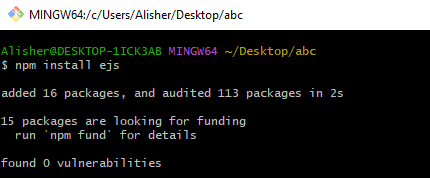 MINGW64:/c/Users/Alisher/Desktop/abc
Alisher@DESKTOP-1ICK3AB MINGW64 ~/Desktop/abc
$ npm install ejs
added 16 packages, and audited 113 packages in 2s
15 packages are looking for funding
  run `npm fund` for details
found 0 vulnerabilities